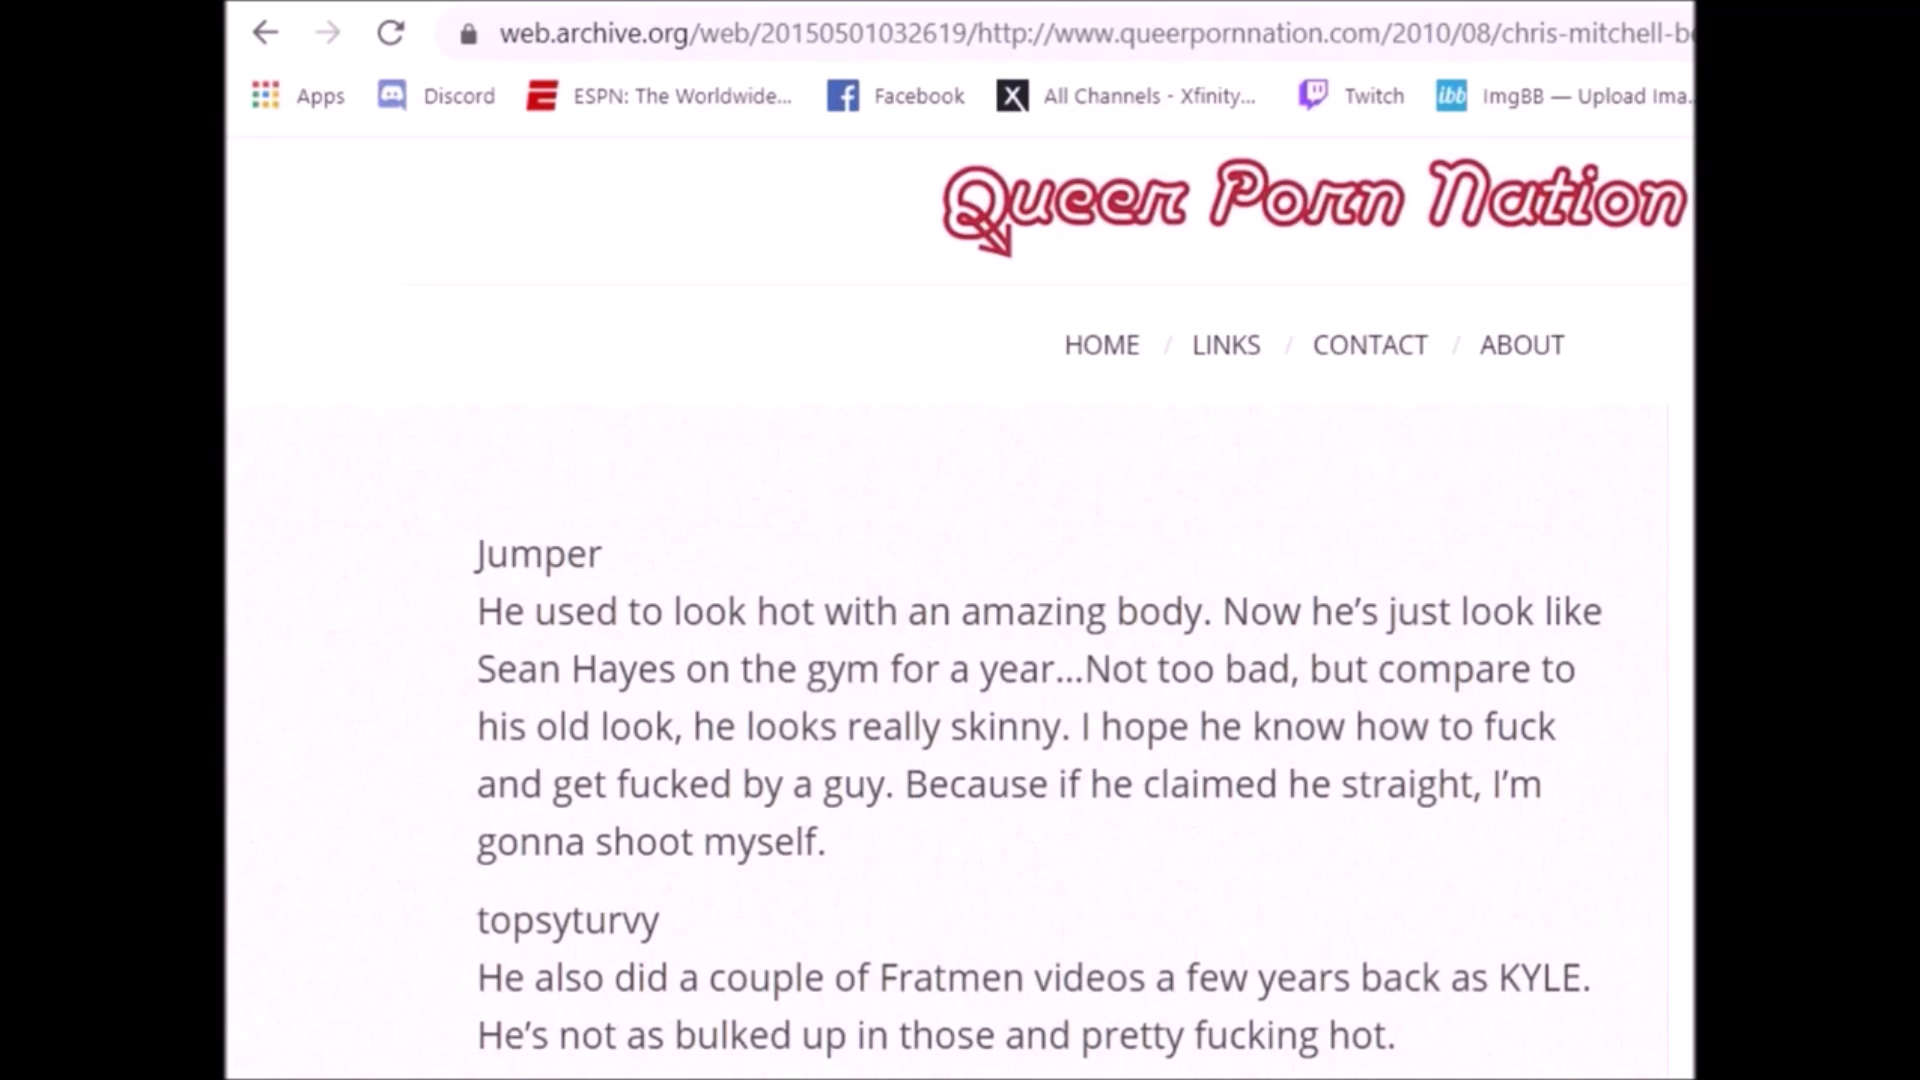 web.archive.org/web/20150501032619/http://www.queerpornnation.com/2010/08/chris-mitchell-b
Apps Discord ESPN: The Worldwide... Facebook All Channels - Xfinity... Twitch ibb ImgBB — Upload Ima..
Queer Porn Nation
HOME / LINKS / CONTACT / ABOUT
Jumper
He used to look hot with an amazing body. Now he’s just look like
Sean Hayes on the gym for a year...Not too bad, but compare to
his old look, he looks really skinny. I hope he know how to fuck
and get fucked by a guy. Because if he claimed he straight, I’m
gonna shoot myself.
topsyturvy
He also did a couple of Fratmen videos a few years back as KYLE.
He’s not as bulked up in those and pretty fucking hot.